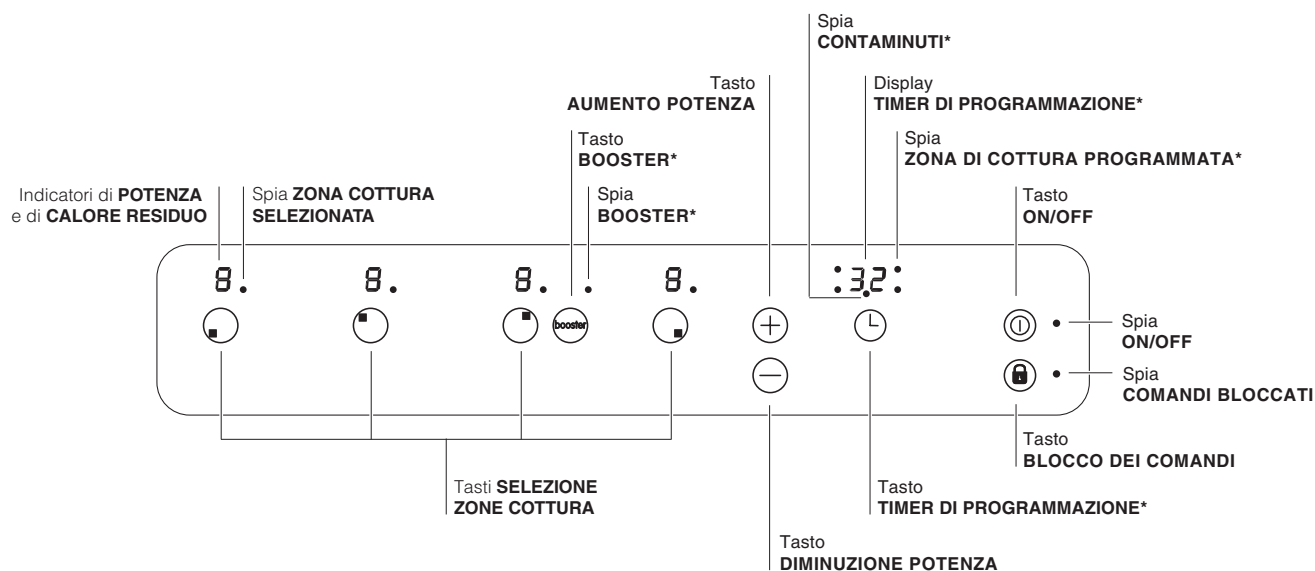 Spia
CONTAMINUTI*
Tasto
AUMENTO POTENZA
Display
TIMER DI PROGRAMMAZIONE*
Tasto
BOOSTER*
Spia
ZONA DI COTTURA PROGRAMMATA*
Indicatori di POTENZA
e di CALORE RESIDUO
Spia ZONA COTTURA
SELEZIONATA
Spia
BOOSTER*
Tasto
ON/OFF
8. 8. 8. 8. 32
booster
Spia
ON/OFF
Spia
COMANDI BLOCCATI
Tasto
BLOCCO DEI COMANDI
Tasti SELEZIONE
ZONE COTTURA
Tasto
TIMER DI PROGRAMMAZIONE*
Tasto
DIMINUZIONE POTENZA